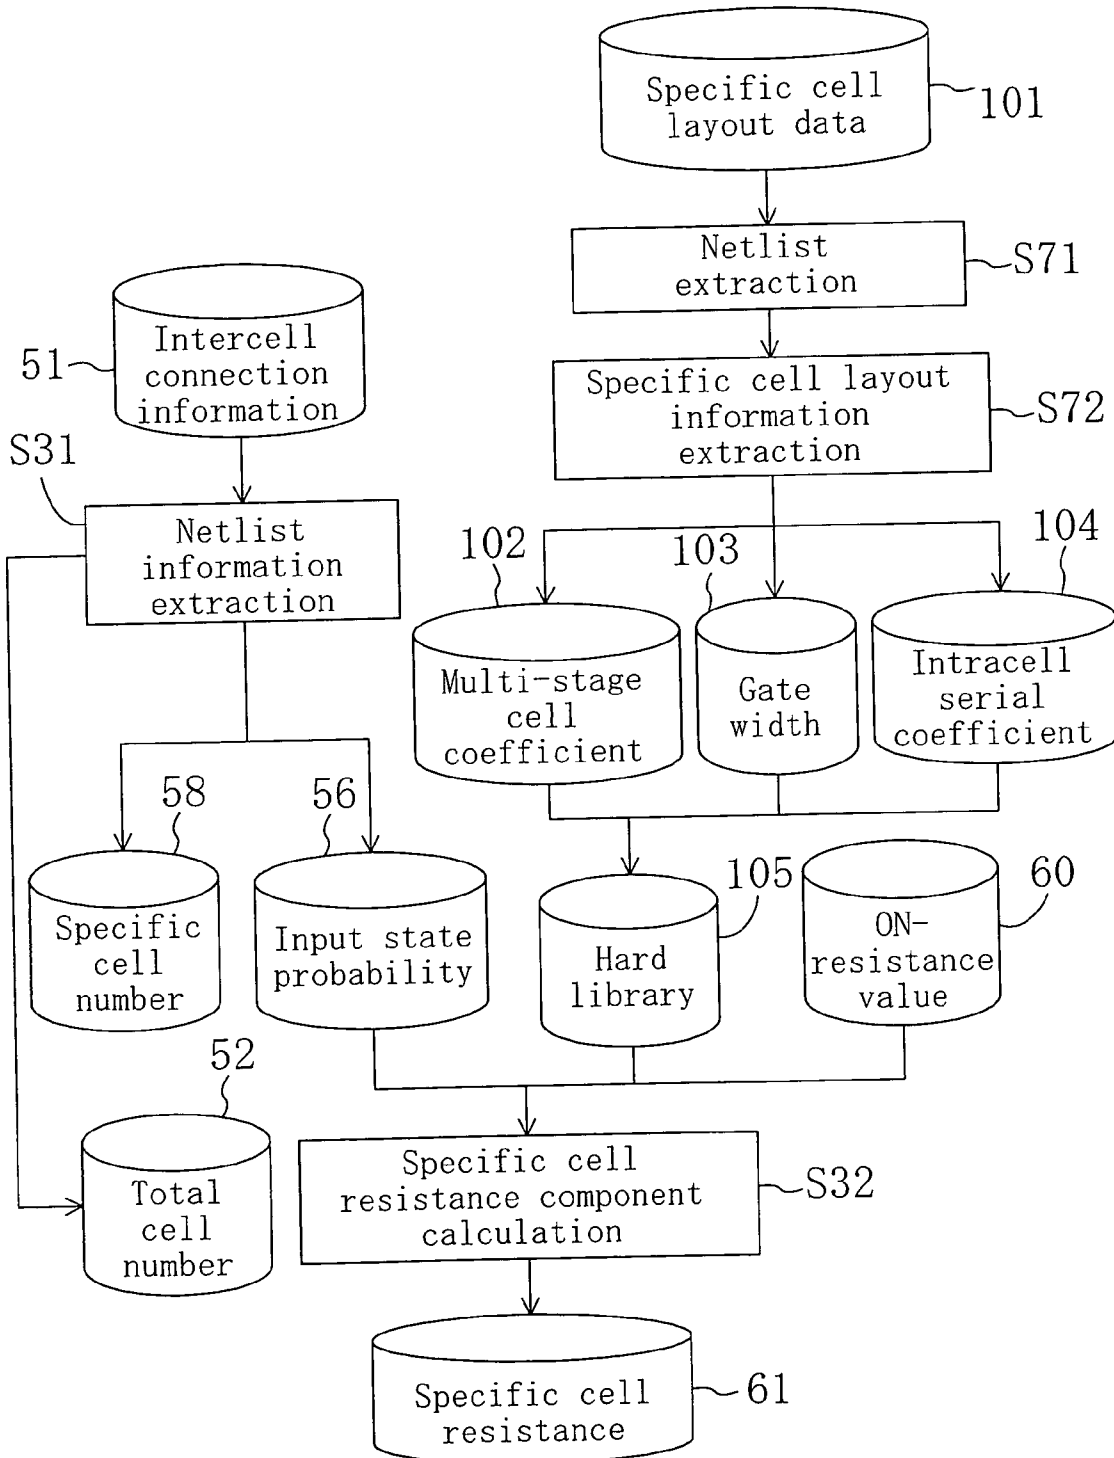 Specific cell
layout data
101
Netlist
extraction
S71
Intercell
connection
information
51
Specific cell layout
information
extraction
S72
S31
Netlist
information
extraction
102
103
104
Multi-stage
cell
coefficient
Gate
width
Intracell
serial
coefficient
58
56
105
60
Specific
cell
number
Input state
probability
Hard
library
ON-
resistance
value
52
Total
cell
number
Specific cell
resistance component
calculation
S32
Specific cell
resistance
61